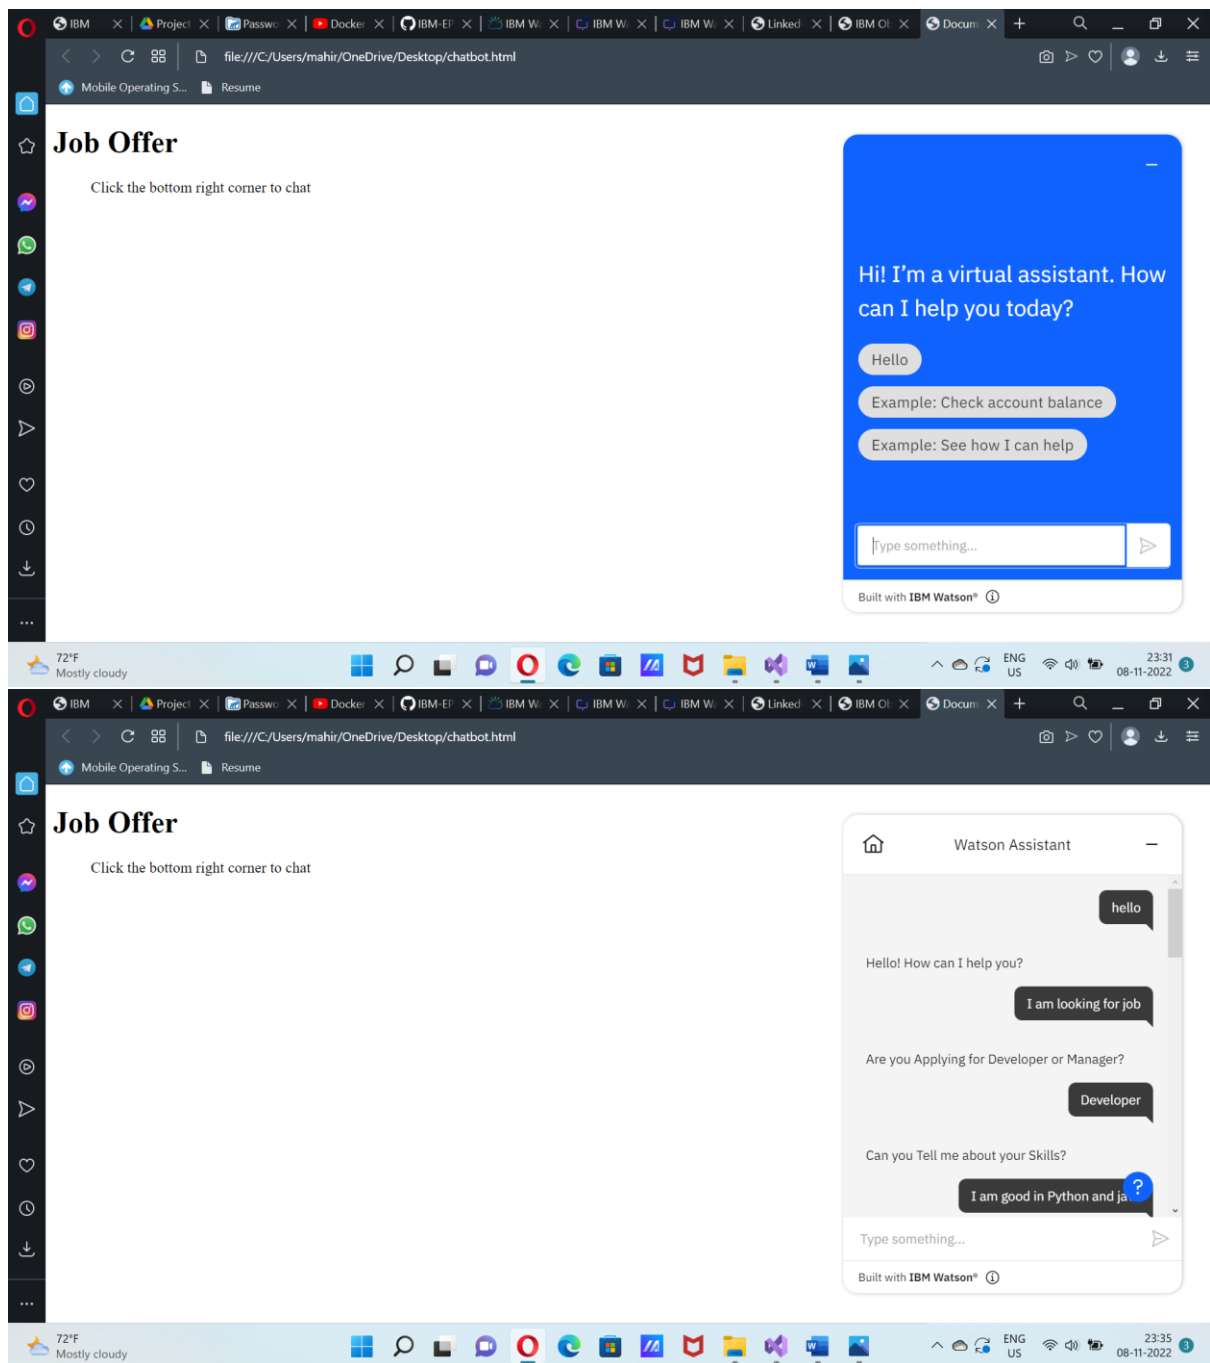 IBM
Project
Passwo
Docker
IBM-EP
IBM W
IBM W
IBM W
Linked
IBM Ob
Docum
file:///C:/Users/mahir/OneDrive/Desktop/chatbot.html
Mobile Operating S... Resume
Job Offer
Click the bottom right corner to chat
Hi! I'm a virtual assistant. How
can I help you today?
Hello
Example: Check account balance
Example: See how I can help
Type something...
Built with IBM Watson®
72°F
Mostly cloudy
ENG
US
23:31
08-11-2022
3
IBM
Project
Passwo
Docker
IBM-EP
IBM W
IBM W
IBM W
Linked
IBM Ob
Docum
file:///C:/Users/mahir/OneDrive/Desktop/chatbot.html
Mobile Operating S... Resume
Job Offer
Click the bottom right corner to chat
Watson Assistant
hello
Hello! How can I help you?
I am looking for job
Are you Applying for Developer or Manager?
Developer
Can you Tell me about your Skills?
I am good in Python and ja
?
Type something...
Built with IBM Watson®
72°F
Mostly cloudy
ENG
US
23:35
08-11-2022
3